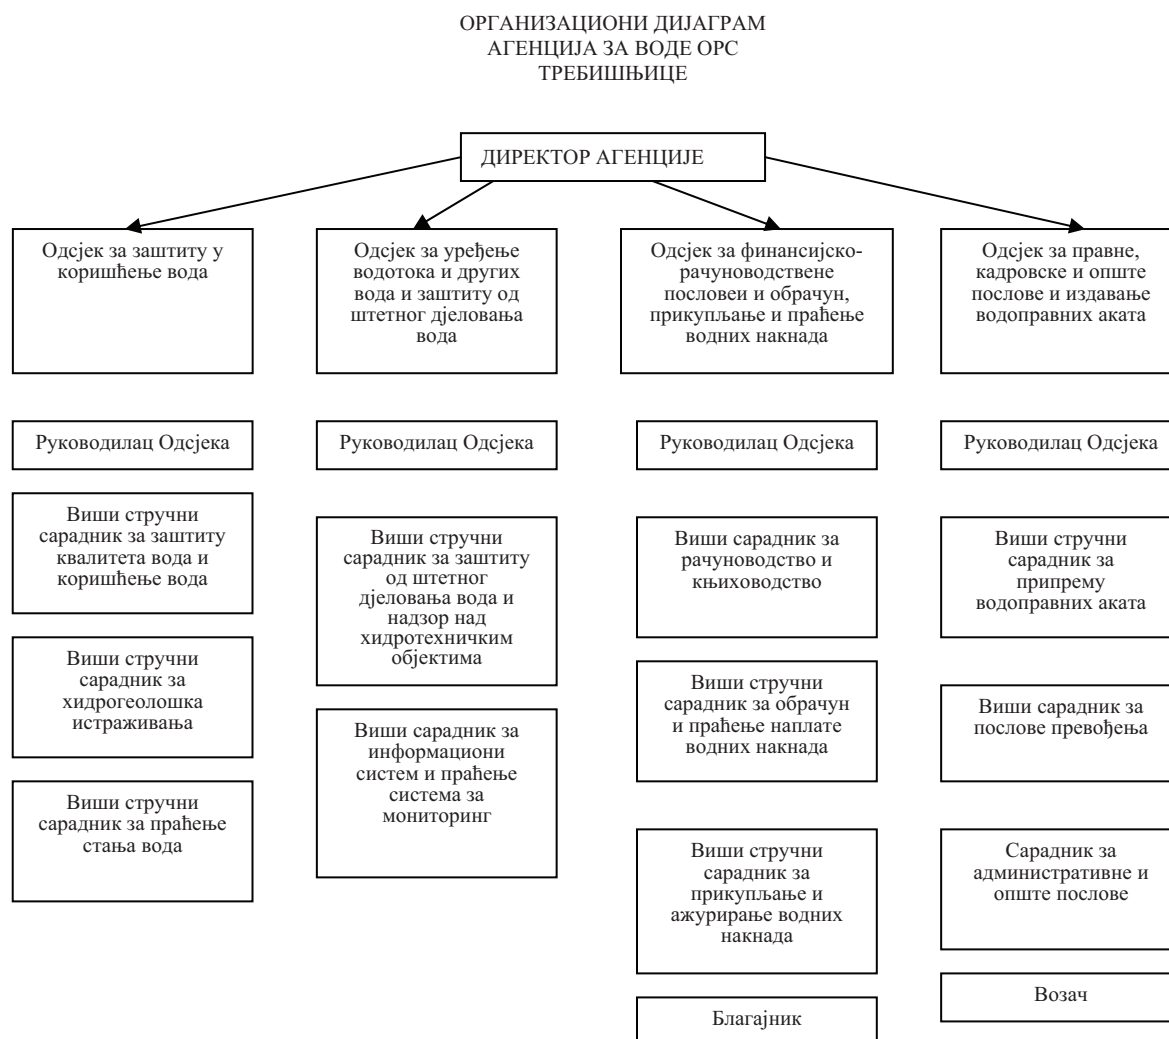 ОРГАНИЗАЦИОНИ ДИЈАГРАМ
АГЕНЦИЈА ЗА ВОДЕ ОРС
ТРЕБИШЊИЦЕ
ДИРЕКТОР АГЕНЦИЈЕ
Одсјек за заштиту у
коришћење вода
Одсјек за уређење
водотока и других
вода и заштиту од
штетног дјеловања
вода
Одсјек за финансијско-
рачуноводствене
пословеи и обрачун,
прикупљање и праћење
водних накнада
Одсјек за правне,
кадровске и опште
послове и издавање
водоправних аката
Руководилац Одсјека
Виши стручни
сарадник за заштиту
квалитета вода и
коришћење вода
Виши стручни
сарадник за
хидрогеолошка
истраживања
Виши стручни
сарадник за праћење
стања вода
Руководилац Одсјека
Виши стручни
сарадник за заштиту
од штетног
дјеловања вода и
надзор над
хидротехничким
објектима
Виши сарадник за
информациони
систем и праћење
система за
мониторинг
Руководилац Одсјека
Виши сарадник за
рачуноводство и
књиховодство
Виши стручни
сарадник за обрачун
и праћење наплате
водних накнада
Виши стручни
сарадник за
прикупљање и
ажурирање водних
накнада
Благајник
Руководилац Одсјека
Виши стручни
сарадник за
припрему
водоправних аката
Виши сарадник за
послове превођења
Сарадник за
административне и
опште послове
Возач